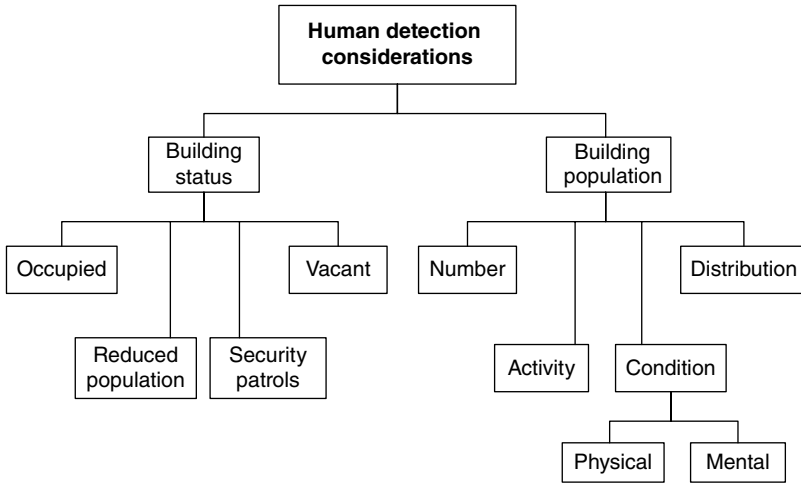 Human detection
considerations
Building
status
Building
population
Occupied
Vacant
Number
Distribution
Reduced
population
Security
patrols
Activity
Condition
Physical
Mental